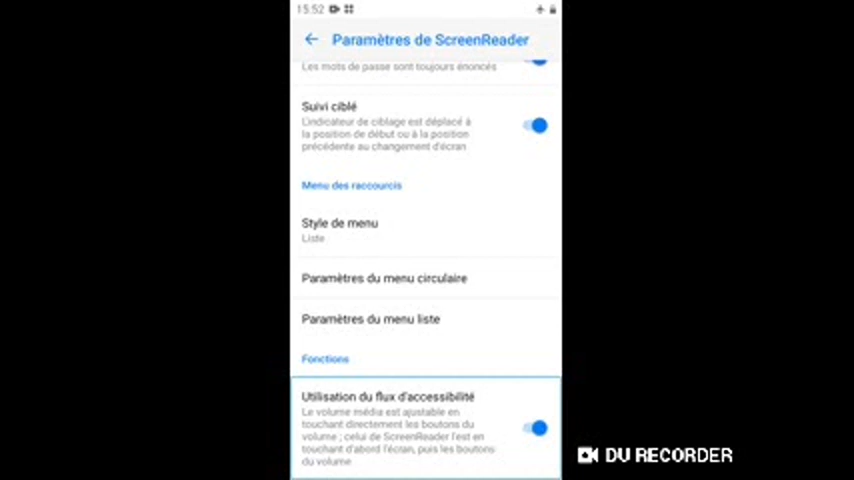 15:52
Paramètres de ScreenReader
Les mots de passe sont toujours énoncés
Suivi ciblé
L'indicateur de ciblage est déplacé à
la position de début ou à la position
précédente au changement d'écran
Menu des raccourcis
Style de menu
Liste
Paramètres du menu circulaire
Paramètres du menu liste
Fonctions
Utilisation du flux d'accessibilité
Le volume média est ajustable en
touchant directement les boutons du
volume ; celui de ScreenReader l'est en
touchant d'abord l'écran, puis les boutons
du volume
DU RECORDER